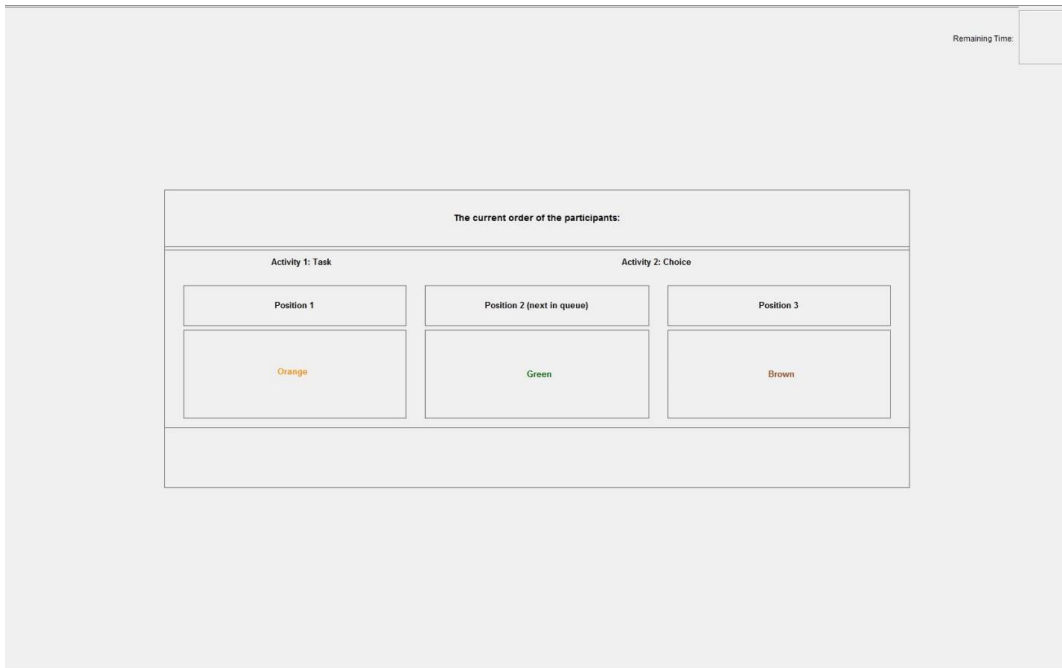 Remaining Time:
The current order of the participants:
Activity 1: Task
Activity 2: Choice
Position 1
Position 2 (next in queue)
Position 3
Orange
Green
Brown